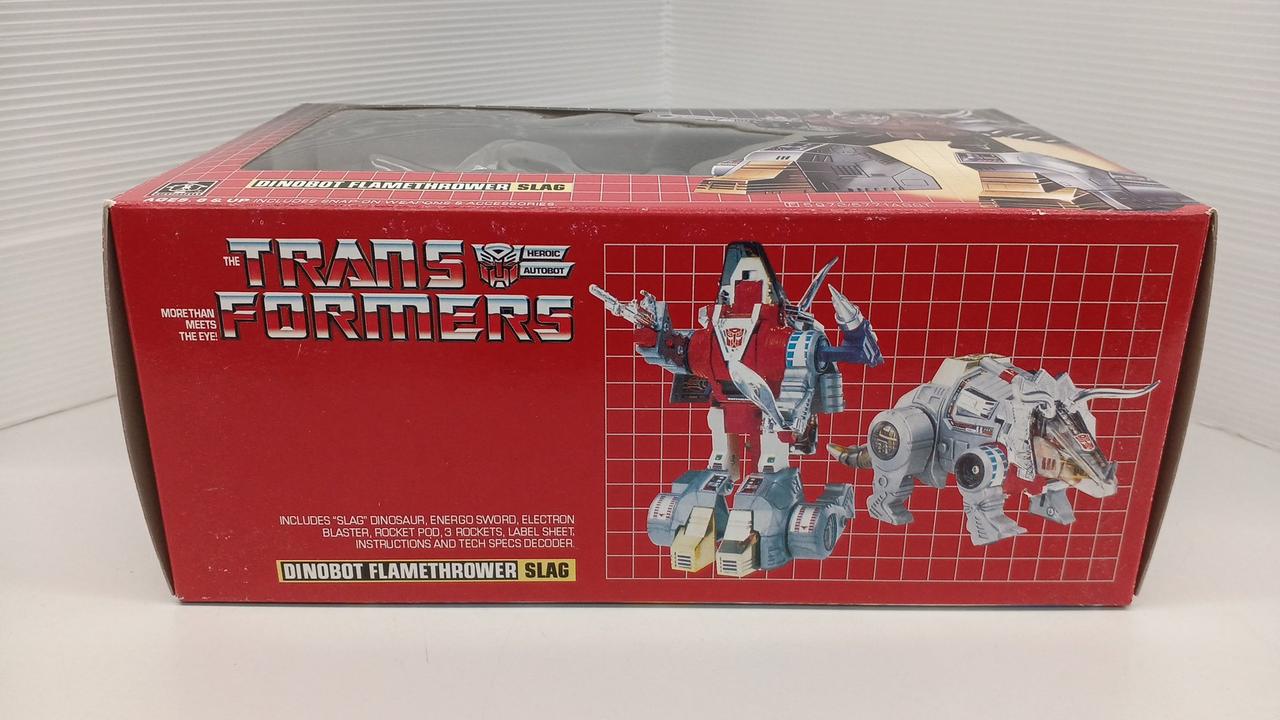 DINOBOT FLAMETHROWER SLAG
AGES: 9 & UP INCLUDES SNAP-ON WEAPONS & ACCESSORIES
THE TRANS
HEROIC
AUTOBOT
MORE THAN
MEETS
THE EYE!
FORMERS
INCLUDES "SLAG" DINOSAUR, ENERGO SWORD, ELECTRON
BLASTER, ROCKET POD, 3 ROCKETS, LABEL SHEET,
INSTRUCTIONS AND TECH SPECS DECODER.
DINOBOT FLAMETHROWER SLAG